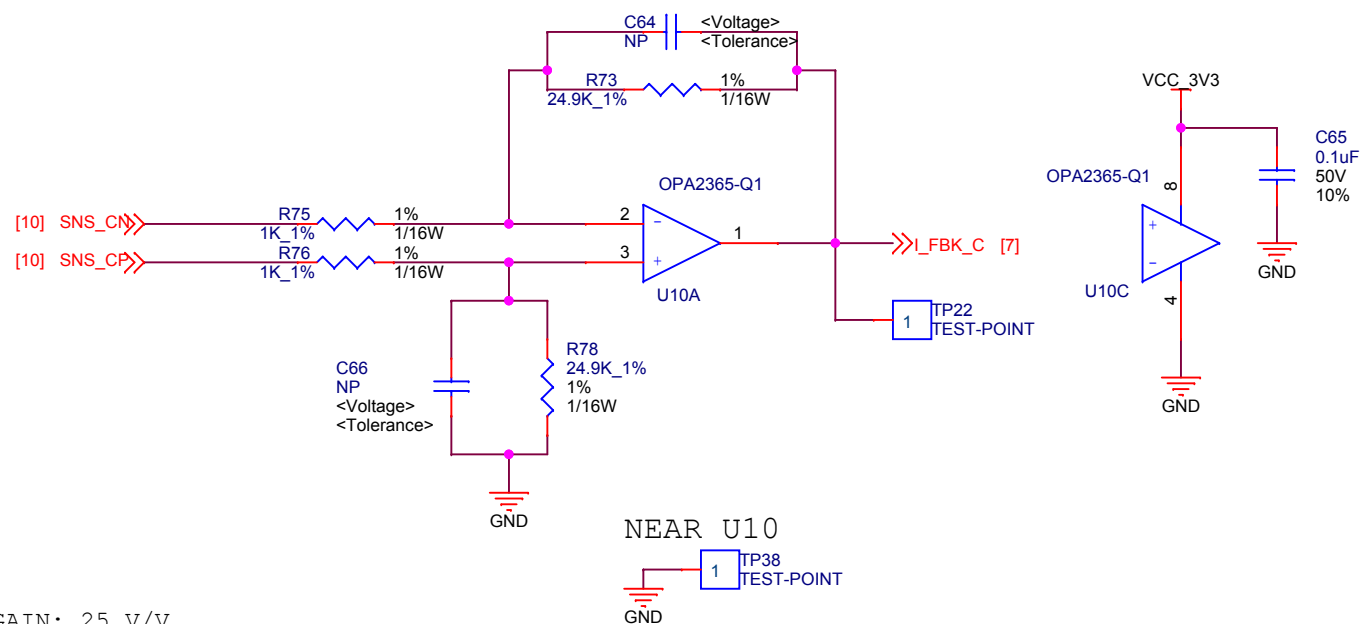 C64
NP
<Voltage>
<Tolerance>
R73
24.9K_1%
1%
1/16W
VCC_3V3
C65
0.1uF
50V
10%
OPA2365-Q1
8
4
U10C
GND
GND
OPA2365-Q1
[10] SNS_CN
R75
1K_1%
1%
1/16W
2
[10] SNS_CP
R76
1K_1%
1%
1/16W
3
1
U10A
I_FBK_C [7]
1
TP22
TEST-POINT
C66
NP
<Voltage>
<Tolerance>
R78
24.9K_1%
1%
1/16W
GND
NEAR U10
1
TP38
TEST-POINT
GND
GAIN: 25 V/V